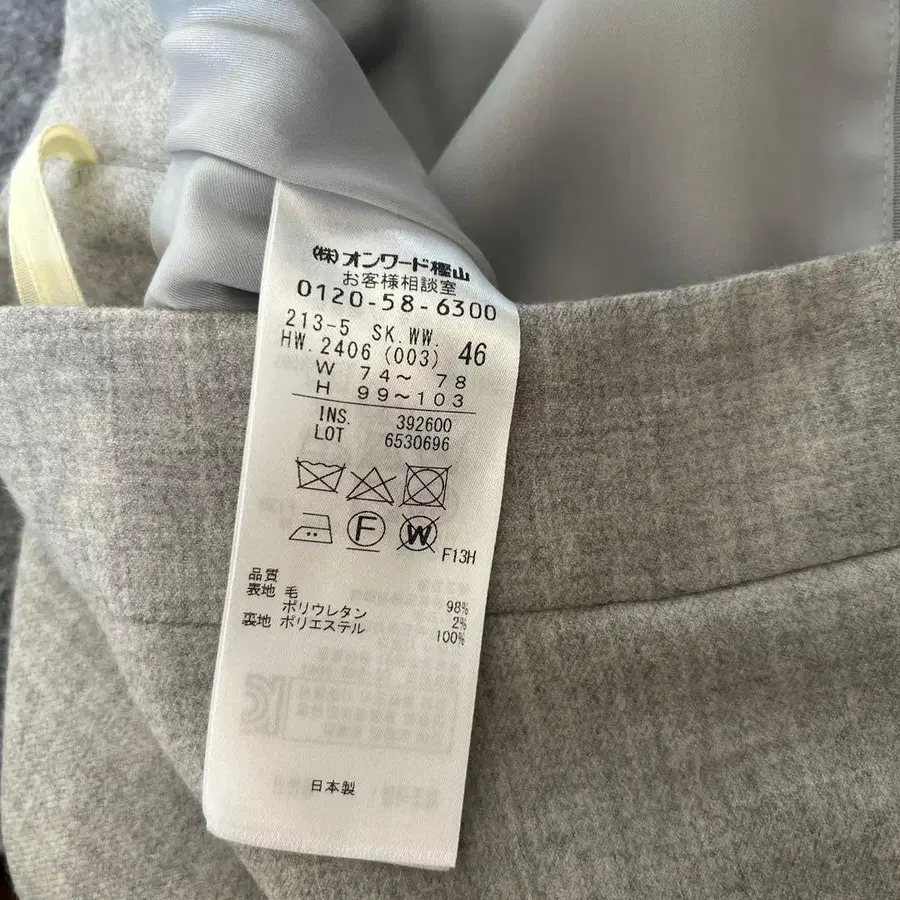 (株)オンワード樫山
お客様相談室
0120-58-6300
213-5 SK.WW.
HW.2406 (003) 46
W 74～ 78
H 99～103
INS. 392600
LOT 6530696
F W F13H
品質
表地 毛 98%
ポリウレタン 2%
裏地 ポリエステル 100%
日本製